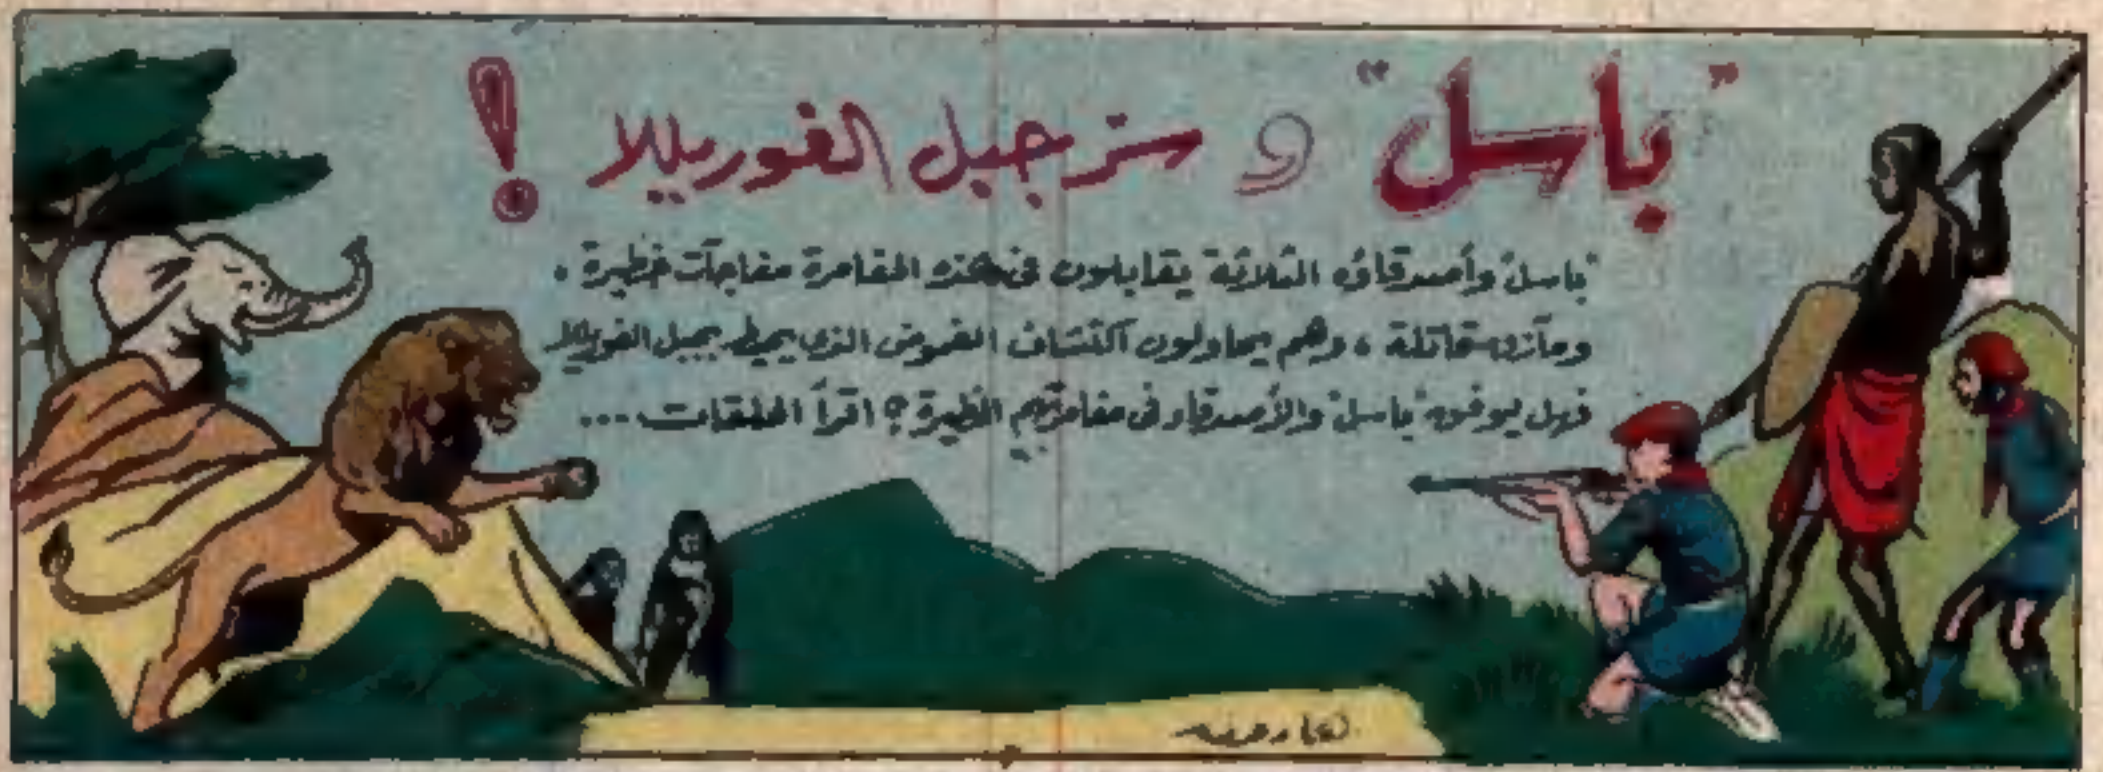 "باسل" و سر جبل الغوريلا !
"باسل" وأصدقاؤه الثلاثة يقابلون في هذه المغامرة مفاجآت خطيرة ،
ومآزق قاتلة ، وهم يحاولون اكتشاف الغموض الذي يحيط بجبل الغوريلا
فهل يوفق "باسل" والأصدقاء في مغامرتهم الخطيرة ؟ اقرأ الحلقات ...